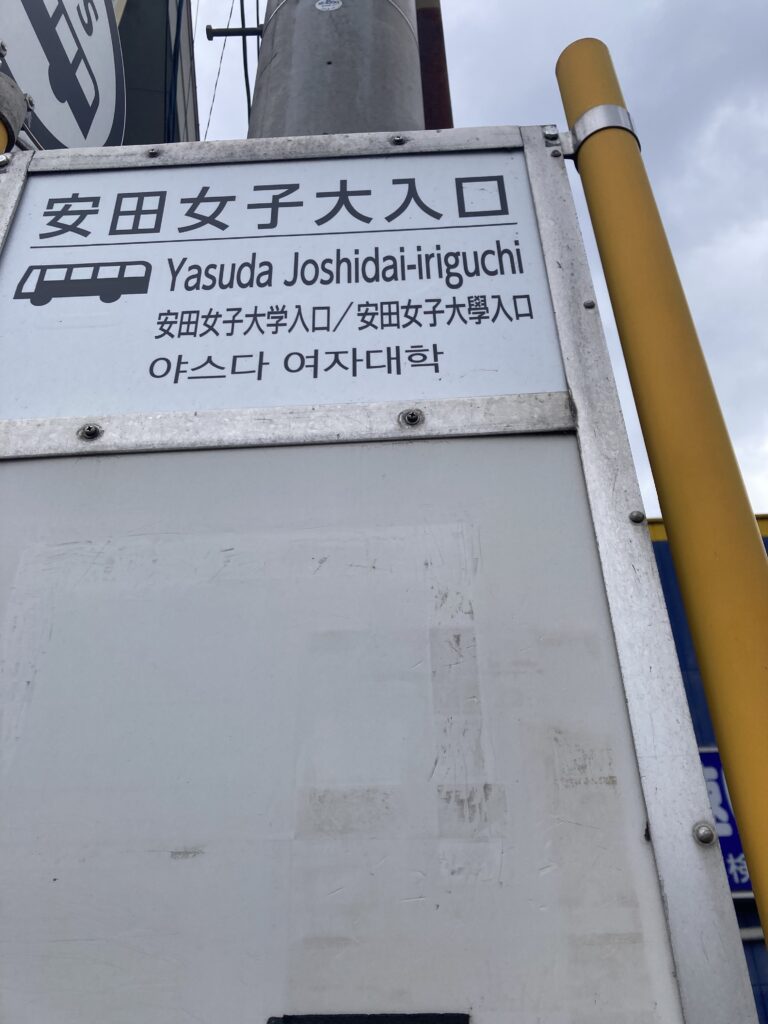 S
安田女子大入口
Yasuda Joshidai-iriguchi
安田女子大学入口／安田女子大學入口
야스다 여자대학
検